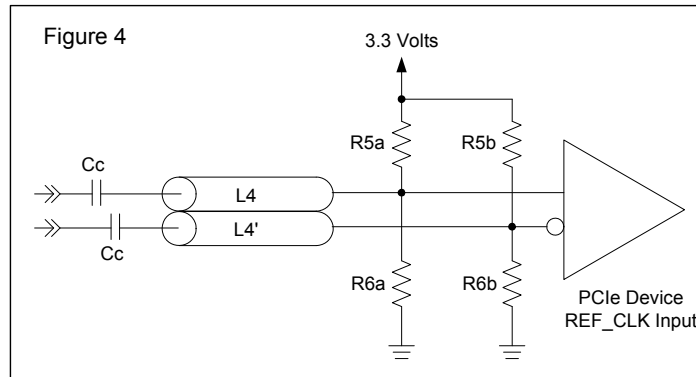 Figure 4
3.3 Volts
R5a
R5b
Cc
L4
L4'
Cc
R6a
R6b
PCIe Device
REF_CLK Input